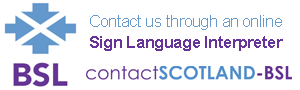 Contact us through an online
Sign Language Interpreter
BSL contactSCOTLAND-BSL